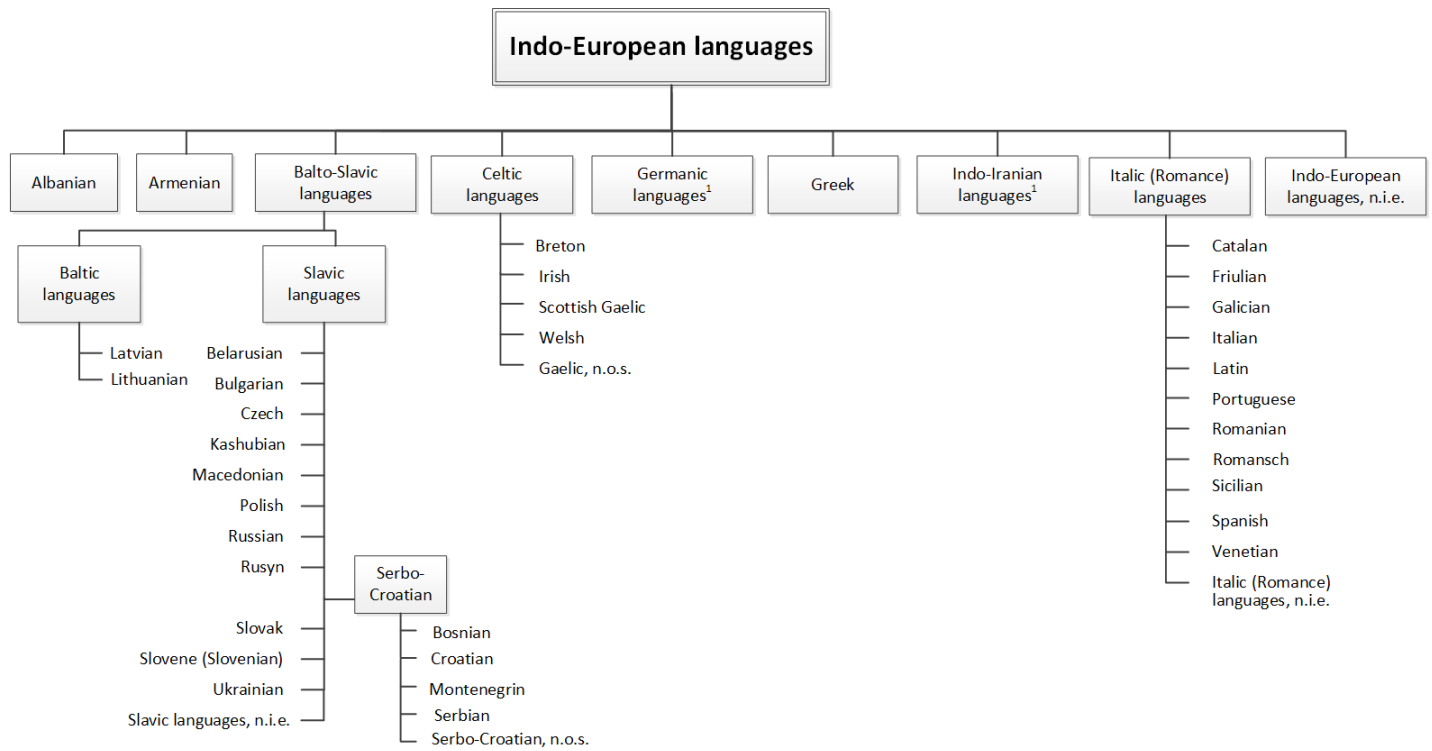 Indo-European languages
Albanian
Armenian
Balto-Slavic
languages
Celtic
languages
Germanic
languages1
Greek
Indo-Iranian
languages1
Italic (Romance)
languages
Indo-European
languages, n.i.e.
Baltic
languages
Latvian
Lithuanian
Slavic
languages
Belarusian
Bulgarian
Czech
Kashubian
Macedonian
Polish
Russian
Rusyn
Serbo-
Croatian
Bosnian
Croatian
Montenegrin
Serbian
Serbo-Croatian, n.o.s.
Slovak
Slovene (Slovenian)
Ukrainian
Slavic languages, n.i.e.
Breton
Irish
Scottish Gaelic
Welsh
Gaelic, n.o.s.
Catalan
Friulian
Galician
Italian
Latin
Portuguese
Romanian
Romansch
Sicilian
Spanish
Venetian
Italic (Romance)
languages, n.i.e.